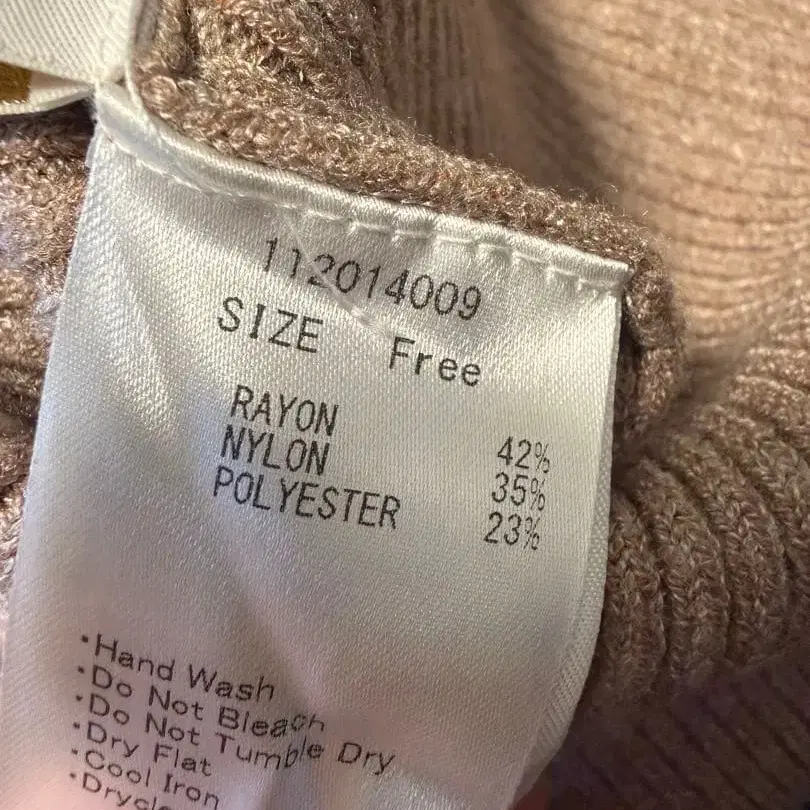 112014009
SIZE Free
RAYON 42%
NYLON 35%
POLYESTER 23%
·Hand Wash
·Do Not Bleach
·Do Not Tumble Dry
·Dry Flat
·Cool Iron